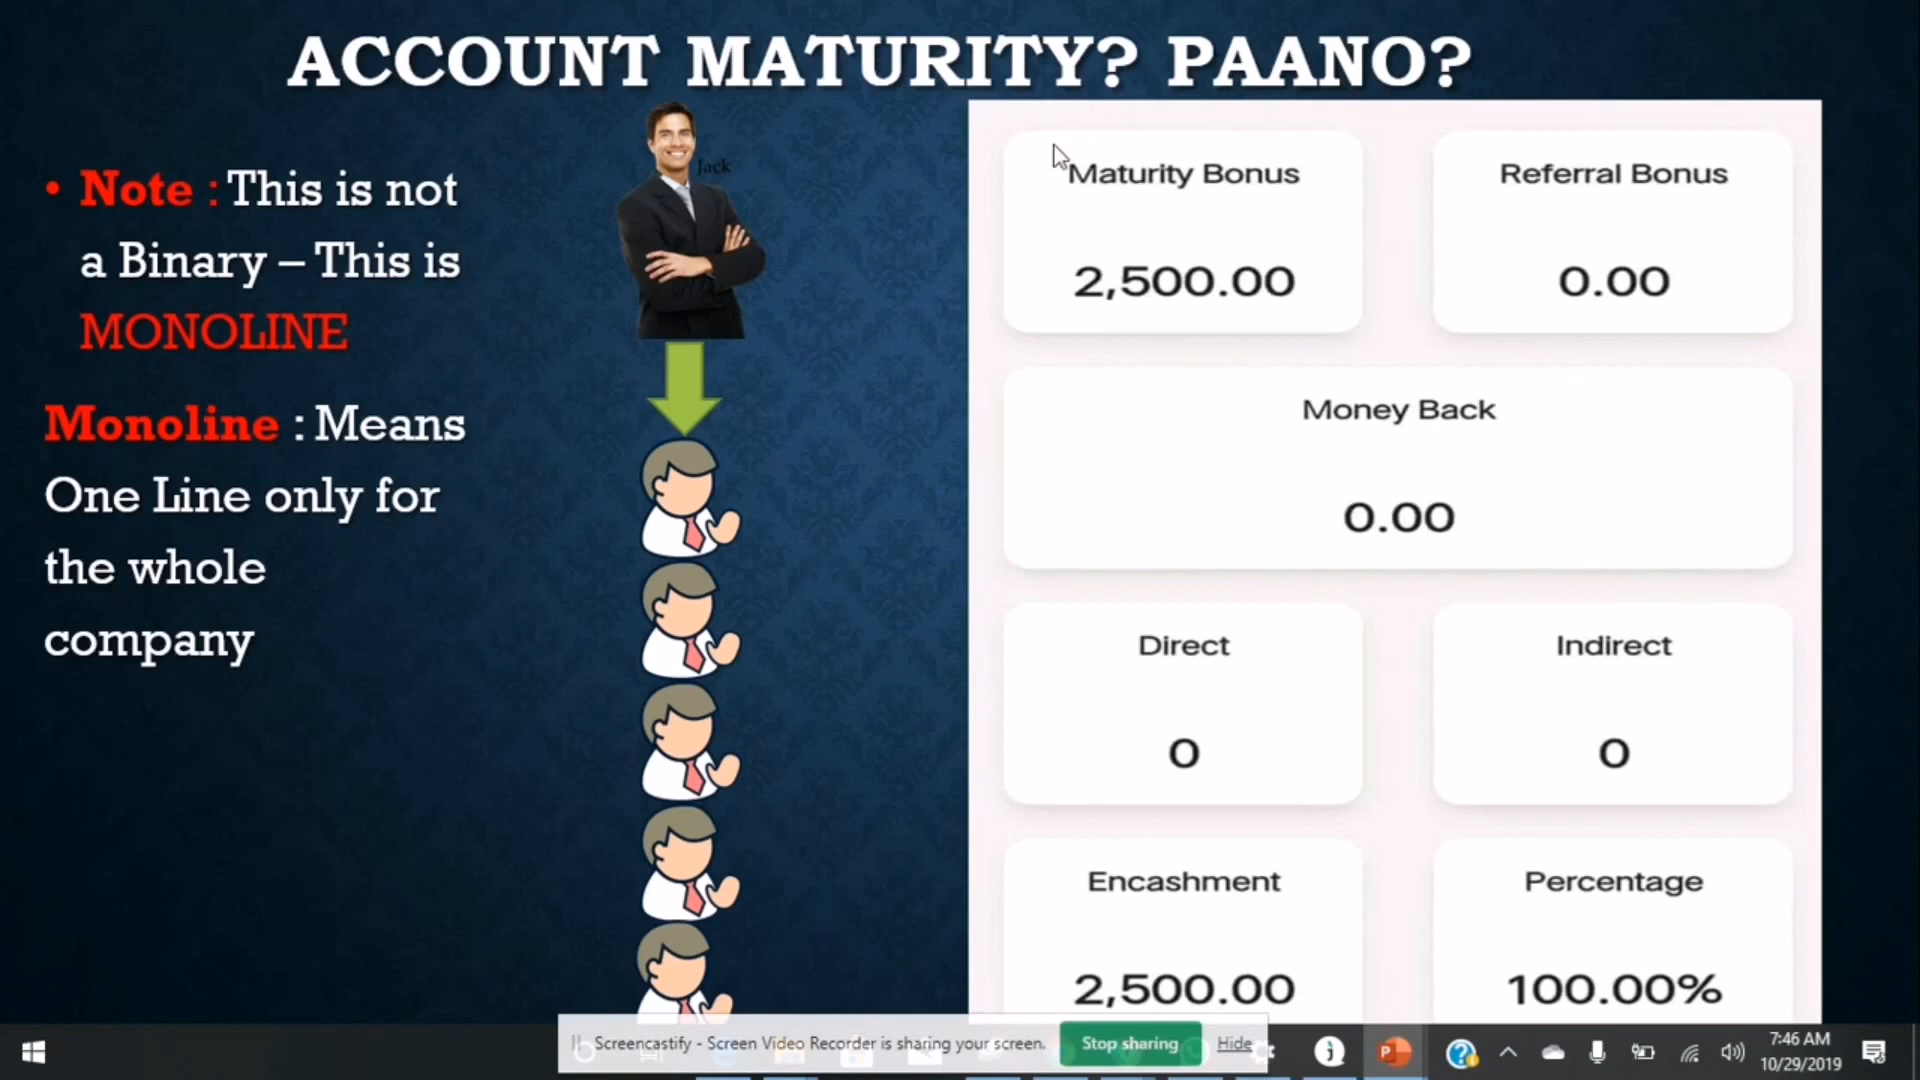 ACCOUNT MATURITY? PAANO?
Jack
• Note : This is not
a Binary – This is
MONOLINE
Monoline : Means
One Line only for
the whole
company
Maturity Bonus
2,500.00
Referral Bonus
0.00
Money Back
0.00
Direct
0
Indirect
0
Encashment
2,500.00
Percentage
100.00%
Screencastify - Screen Video Recorder is sharing your screen.
Stop sharing
Hide
7:46 AM
10/29/2019